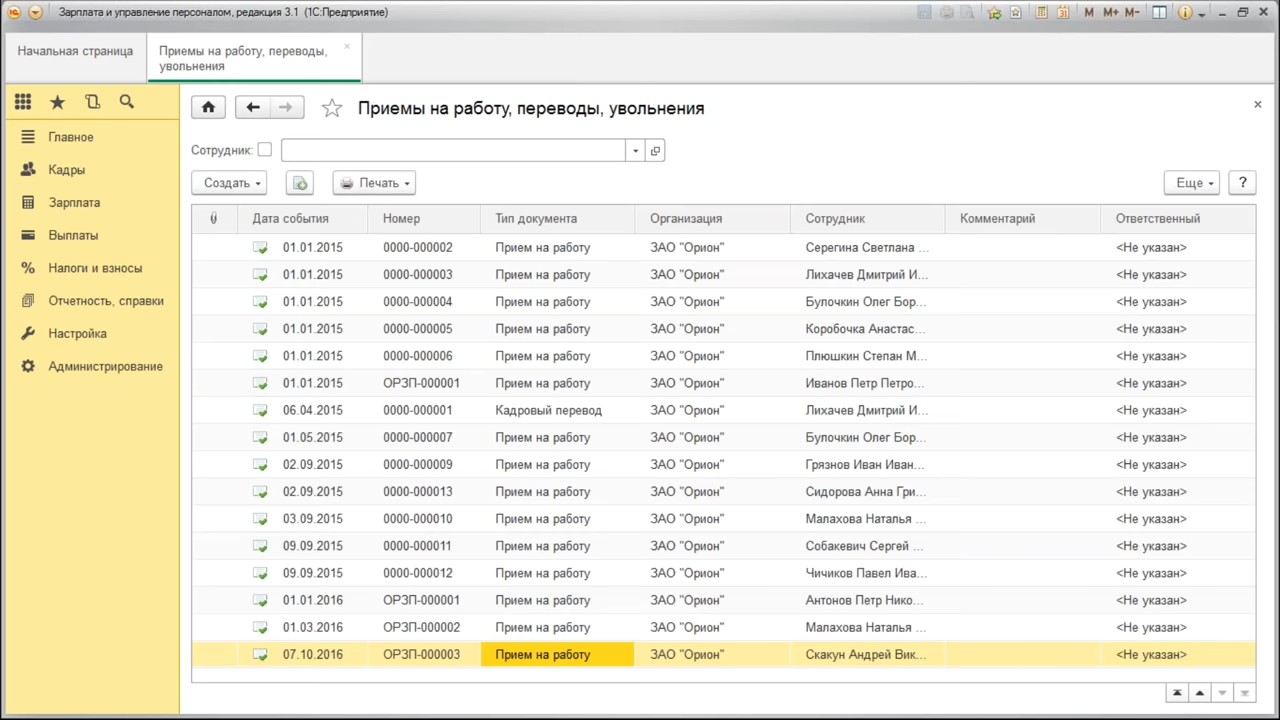 Зарплата и управление персоналом, редакция 3.1 (1С:Предприятие)
M M+ M-
Начальная страница
Приемы на работу, переводы,
увольнения
Приемы на работу, переводы, увольнения
Главное
Кадры
Зарплата
Выплаты
Налоги и взносы
Отчетность, справки
Настройка
Администрирование
Сотрудник:
Создать
Печать
Еще
?
Дата события Номер Тип документа Организация Сотрудник Комментарий Ответственный
01.01.2015 0000-000002 Прием на работу ЗАО "Орион" Серегина Светлана ... <Не указан>
01.01.2015 0000-000003 Прием на работу ЗАО "Орион" Лихачев Дмитрий И... <Не указан>
01.01.2015 0000-000004 Прием на работу ЗАО "Орион" Булочкин Олег Бор... <Не указан>
01.01.2015 0000-000005 Прием на работу ЗАО "Орион" Коробочка Анастас... <Не указан>
01.01.2015 0000-000006 Прием на работу ЗАО "Орион" Плюшкин Степан М... <Не указан>
01.01.2015 ОРЗП-000001 Прием на работу ЗАО "Орион" Иванов Петр Петро... <Не указан>
06.04.2015 0000-000001 Кадровый перевод ЗАО "Орион" Лихачев Дмитрий И... <Не указан>
01.05.2015 0000-000007 Прием на работу ЗАО "Орион" Булочкин Олег Бор... <Не указан>
02.09.2015 0000-000009 Прием на работу ЗАО "Орион" Грязнов Иван Иван... <Не указан>
02.09.2015 0000-000013 Прием на работу ЗАО "Орион" Сидорова Анна Гри... <Не указан>
03.09.2015 0000-000010 Прием на работу ЗАО "Орион" Малахова Наталья ... <Не указан>
09.09.2015 0000-000011 Прием на работу ЗАО "Орион" Собакевич Сергей ... <Не указан>
09.09.2015 0000-000012 Прием на работу ЗАО "Орион" Чичиков Павел Ива... <Не указан>
01.01.2016 ОРЗП-000001 Прием на работу ЗАО "Орион" Антонов Петр Нико... <Не указан>
01.03.2016 ОРЗП-000002 Прием на работу ЗАО "Орион" Малахова Наталья ... <Не указан>
07.10.2016 ОРЗП-000003 Прием на работу ЗАО "Орион" Скакун Андрей Вик... <Не указан>